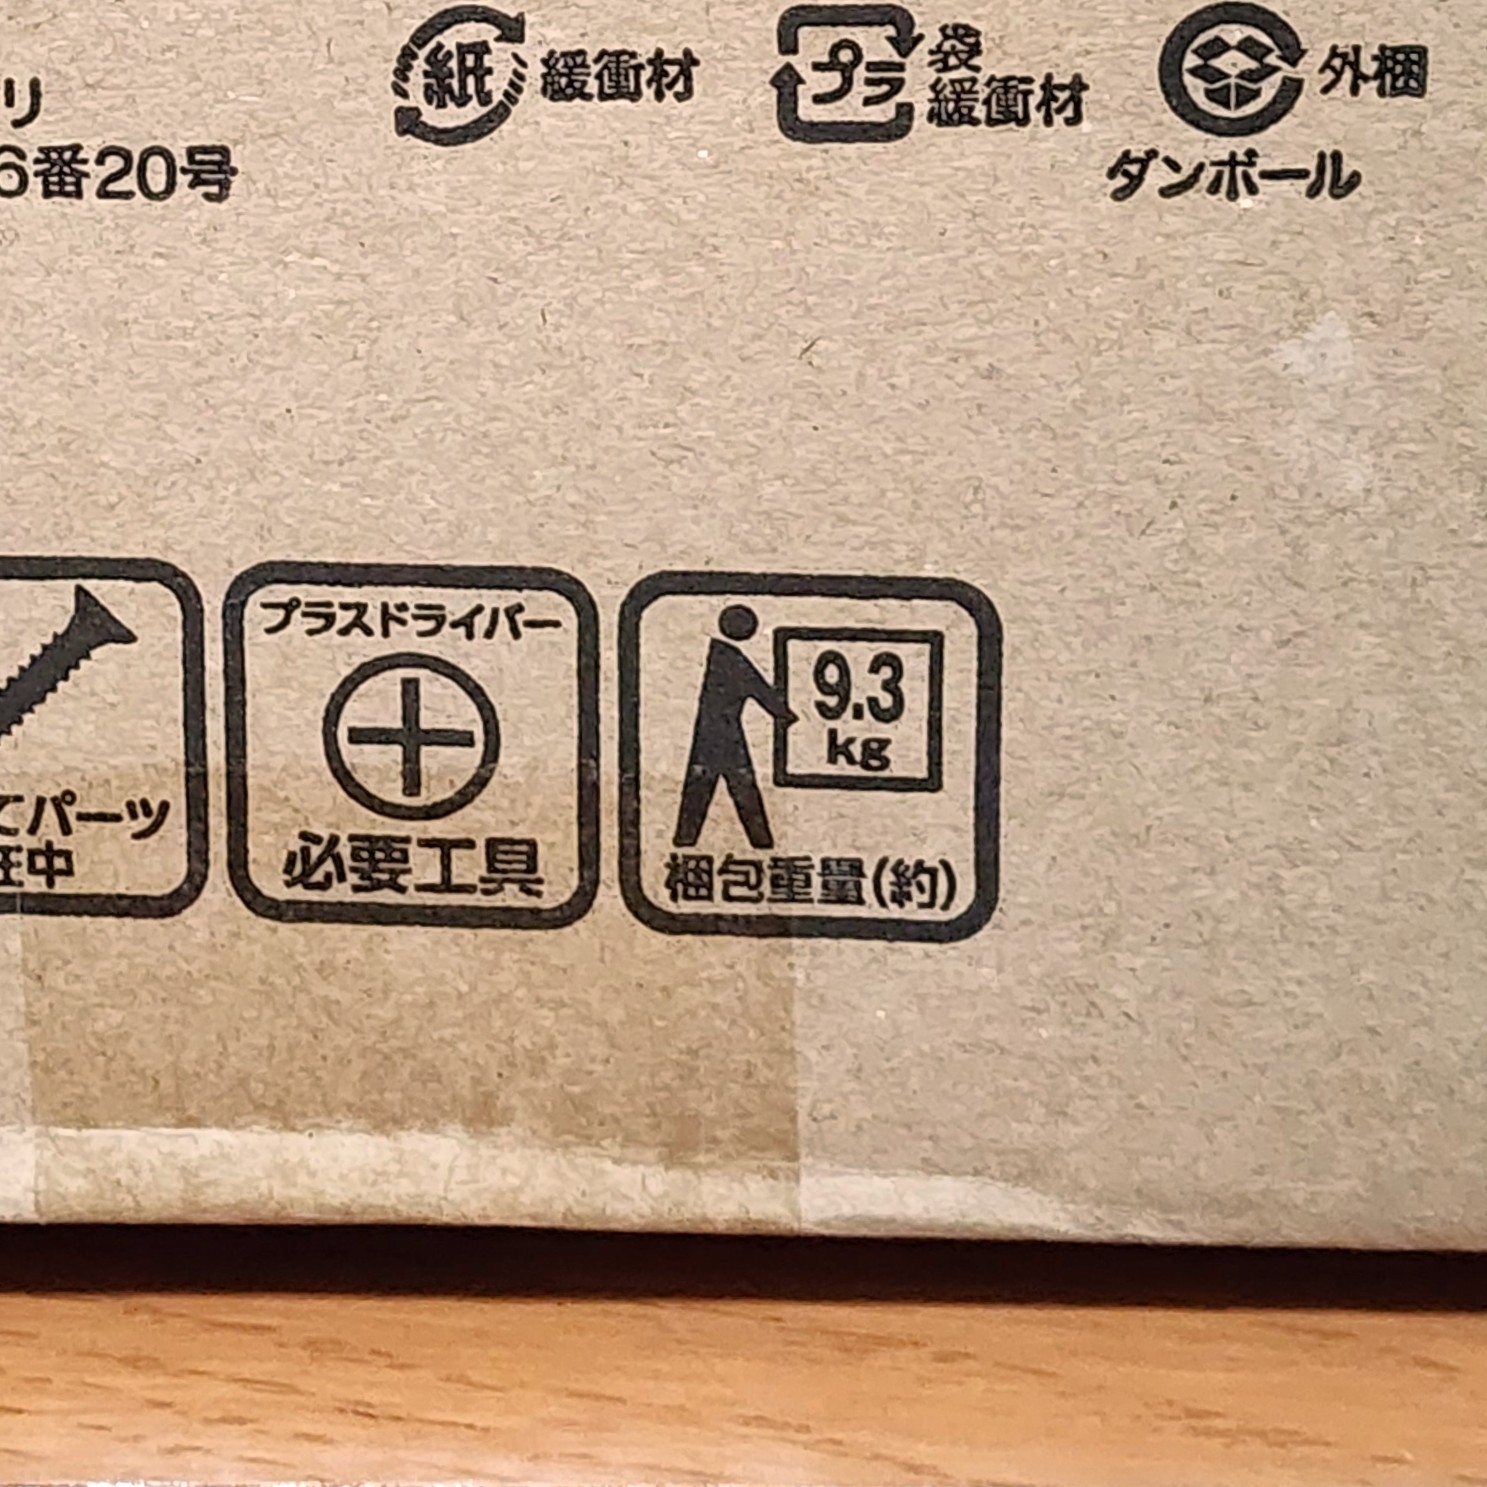 紙 緩衝材
プラ 袋
緩衝材
外梱
ダンボール
リ
6番20号
てパーツ
在中
プラスドライバー
必要工具
9.3
kg
梱包重量(約)